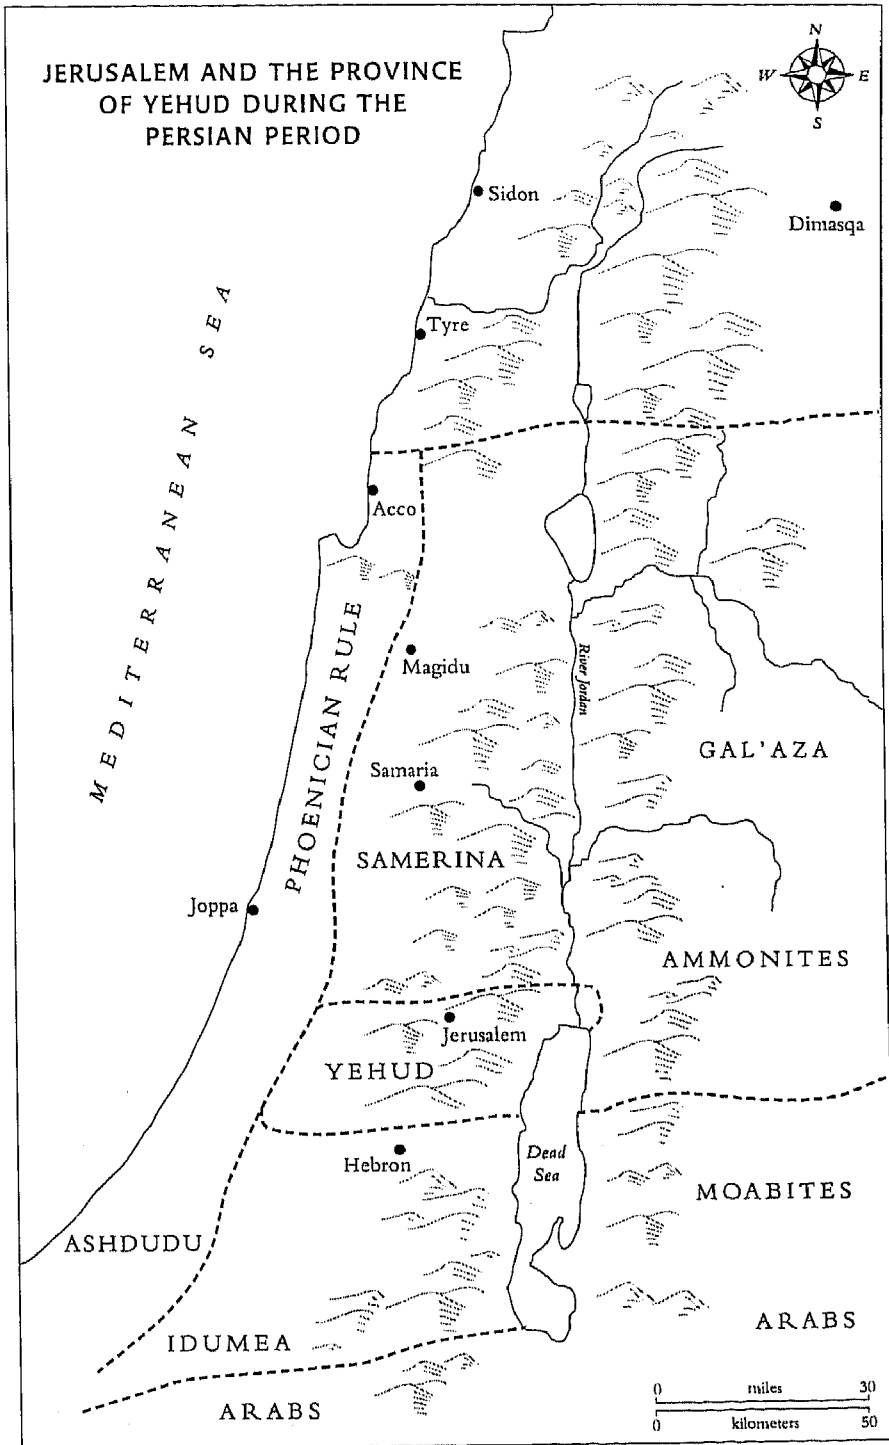 JERUSALEM AND THE PROVINCE
OF YEHUD DURING THE
PERSIAN PERIOD
N
W E
S
Sidon
Dimasqa
Tyre
MEDITERRANEAN SEA
Acco
PHOENICIAN RULE
Magidu
River Jordan
GAL'AZA
Samaria
SAMERINA
Joppa
AMMONITES
Jerusalem
YEHUD
Hebron
Dead
Sea
MOABITES
ASHDUDU
IDUMEA
ARABS
ARABS
0 miles 30
0 kilometers 50